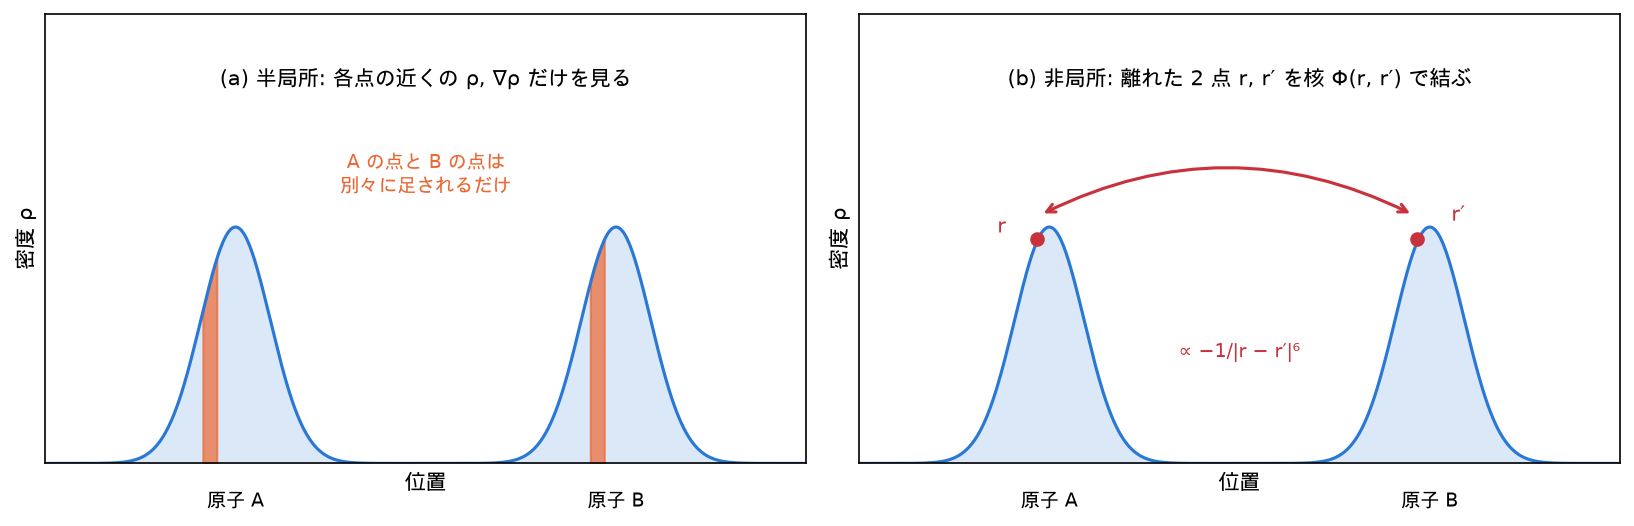 (a) 半局所: 各点の近くの ρ, ∇ρ だけを見る
A の点と B の点は
別々に足されるだけ
密度 ρ
位置
原子 A
原子 B
(b) 非局所: 離れた 2 点 r, r′ を核 Φ(r, r′) で結ぶ
r
r′
∝ −1/|r − r′|⁶
密度 ρ
位置
原子 A
原子 B